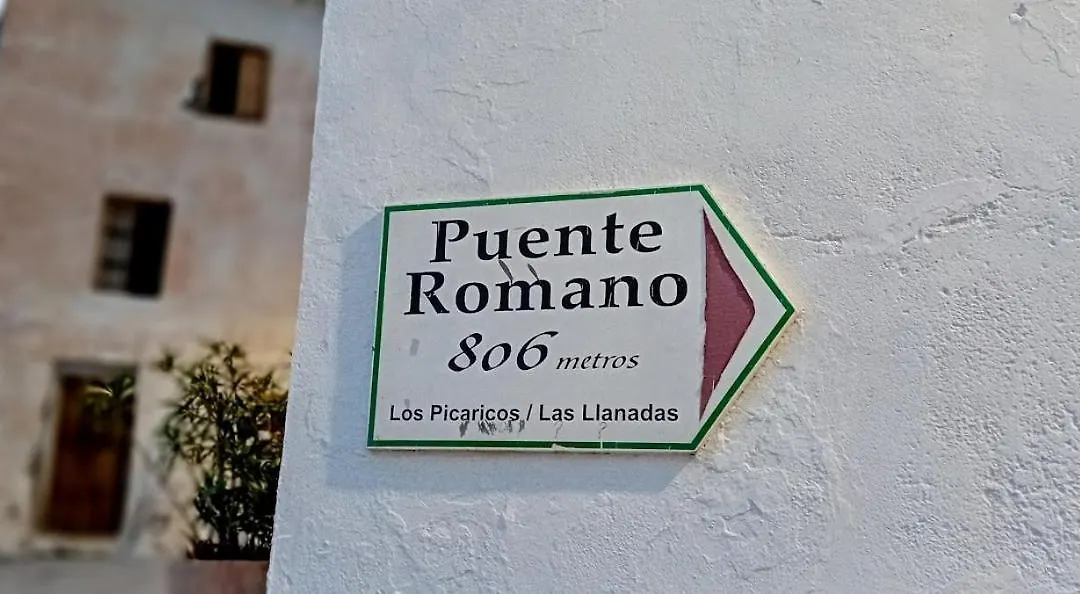 Puente
Romano
806 metros
Los Picaricos / Las Llanadas